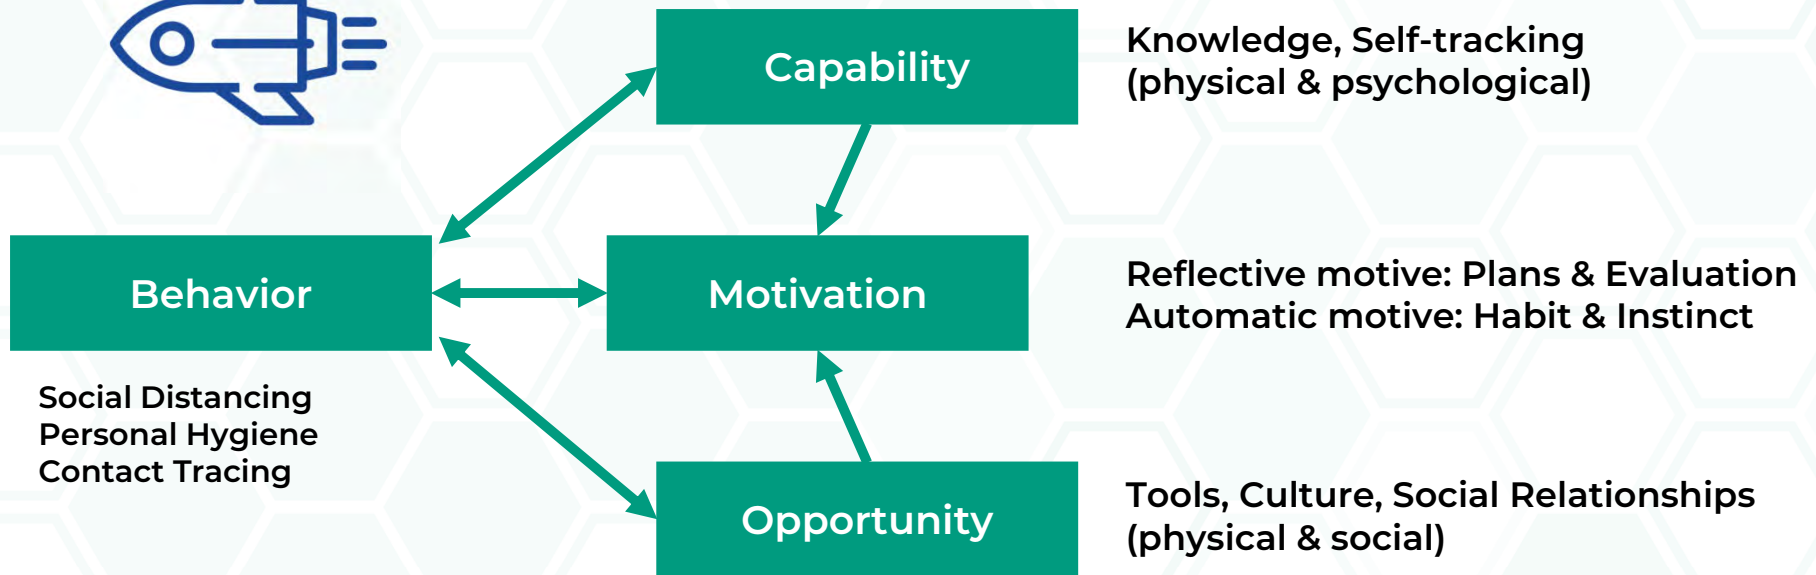 Capability
Knowledge, Self-tracking
(physical & psychological)
Behavior
Motivation
Reflective motive: Plans & Evaluation
Automatic motive: Habit & Instinct
Social Distancing
Personal Hygiene
Contact Tracing
Opportunity
Tools, Culture, Social Relationships
(physical & social)